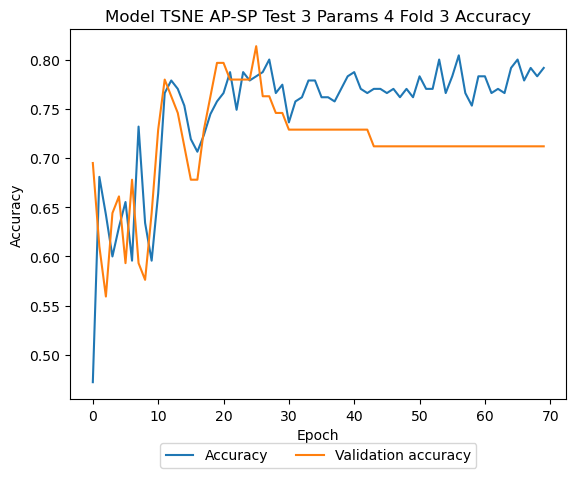 Model TSNE AP-SP Test 3 Params 4 Fold 3 Accuracy
Accuracy
0.80
0.75
0.70
0.65
0.60
0.55
0.50
0 10 20 30 40 50 60 70
Epoch
Accuracy Validation accuracy